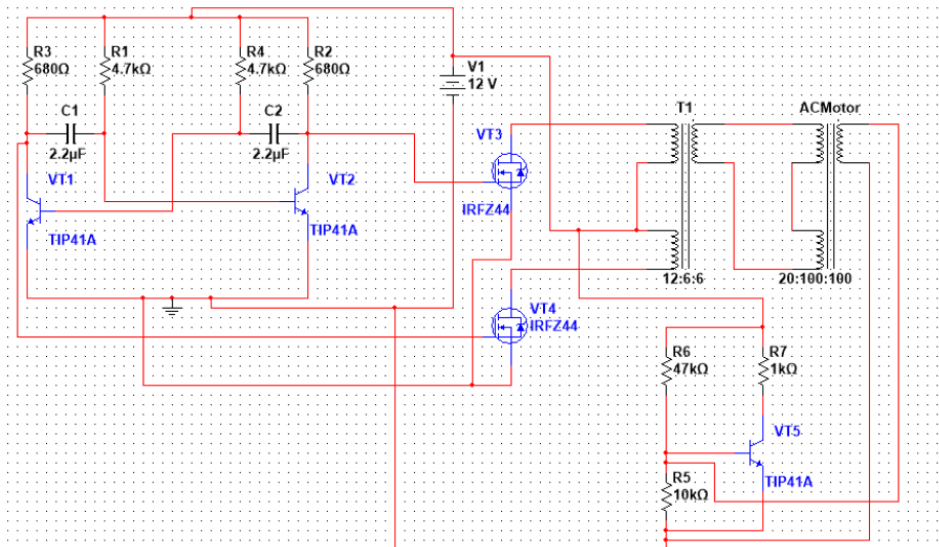 R3
680Ω
R1
4.7kΩ
R4
4.7kΩ
R2
680Ω
V1
12 V
C1
2.2µF
C2
2.2µF
VT1
TIP41A
VT2
TIP41A
VT3
IRFZ44
T1
12:6:6
ACMotor
20:100:100
VT4
IRFZ44
R6
47kΩ
R7
1kΩ
VT5
TIP41A
R5
10kΩ